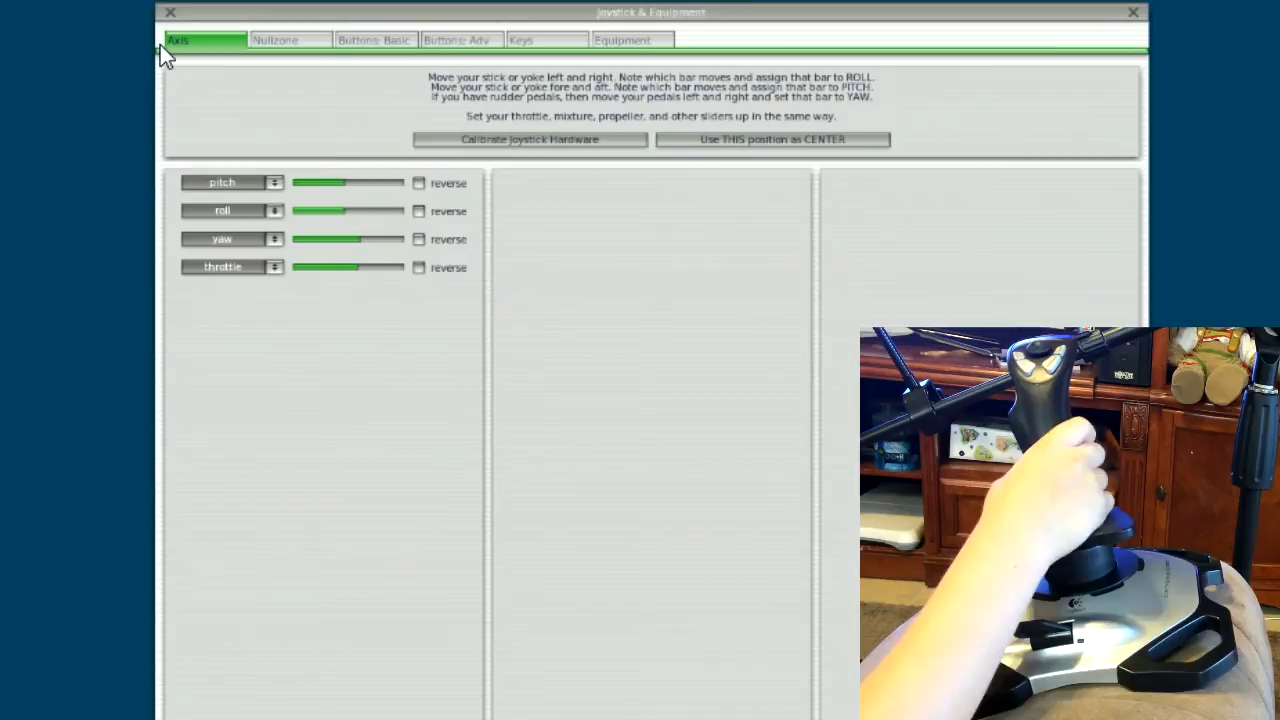 Joystick & Equipment
Axis
Nullzone
Buttons: Basic
Buttons: Adv
Keys
Equipment
Move your stick or yoke left and right. Note which bar moves and assign that bar to ROLL.
Move your stick or yoke fore and aft. Note which bar moves and assign that bar to PITCH.
If you have rudder pedals, then move your pedals left and right and set that bar to YAW.
Set your throttle, mixture, propeller, and other sliders up in the same way.
Calibrate Joystick Hardware
Use THIS position as CENTER
pitch
reverse
roll
reverse
yaw
reverse
throttle
reverse